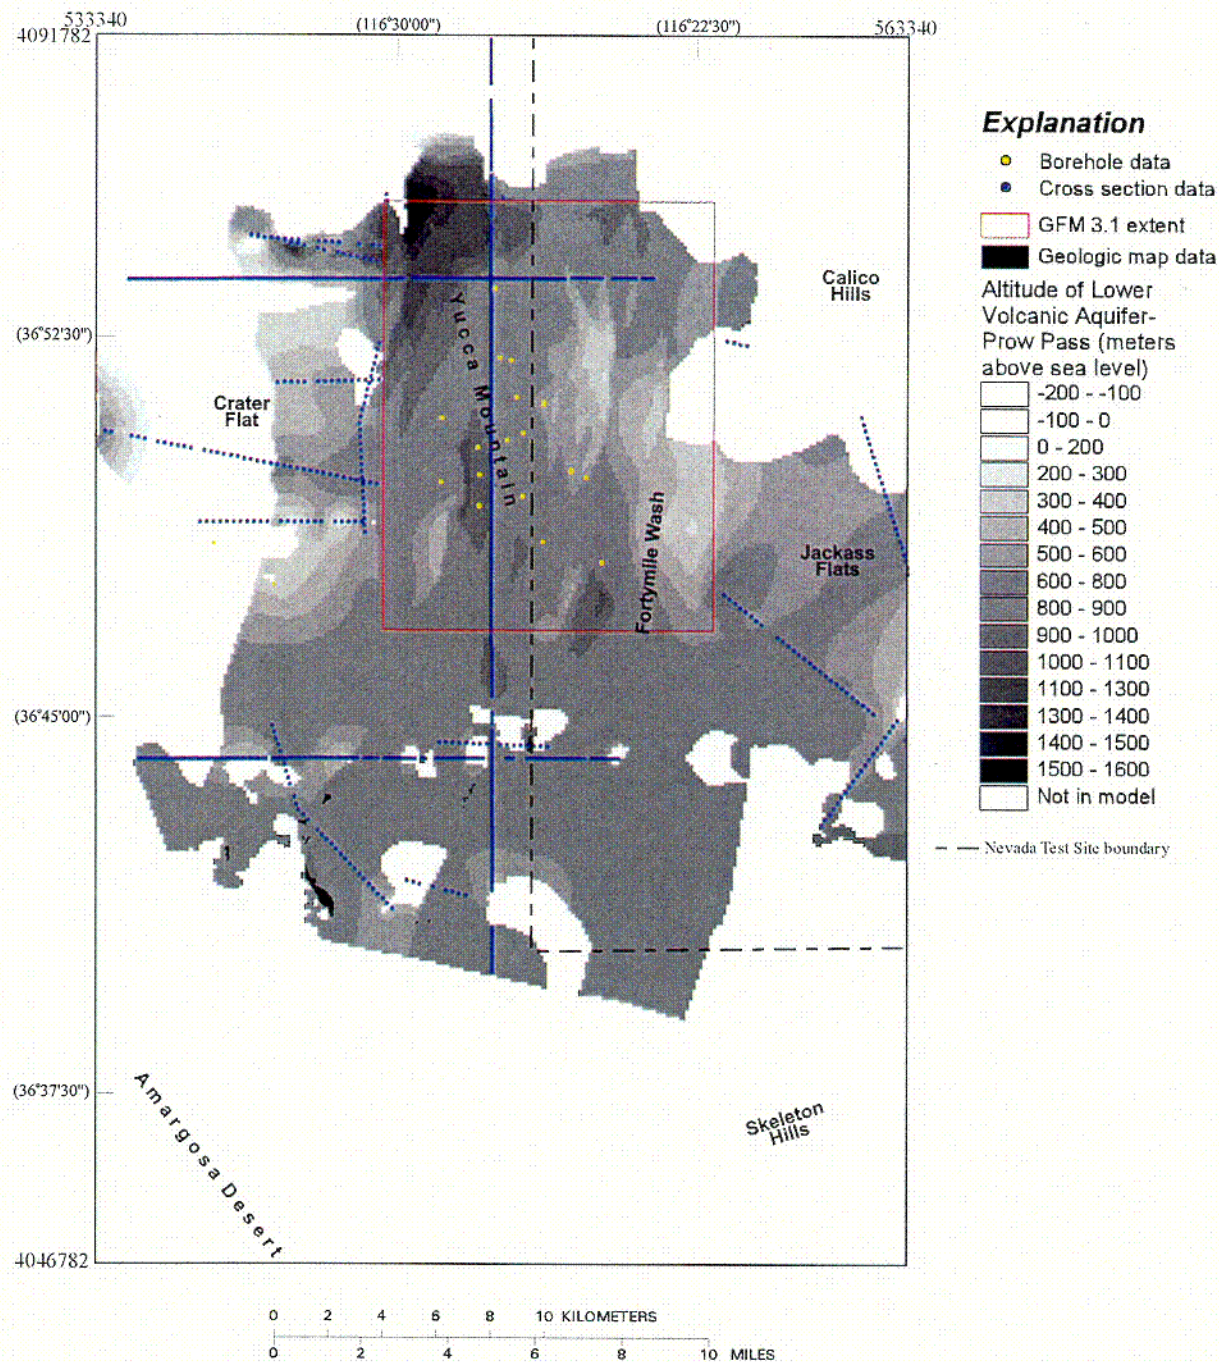 533340
(116°30'00")
(116°22'30")
563340
4091782
Explanation
Borehole data
Cross section data
GFM 3.1 extent
Geologic map data
Altitude of Lower
Volcanic Aquifer-
Prow Pass (meters
above sea level)
-200 - -100
-100 - 0
0 - 200
200 - 300
300 - 400
400 - 500
500 - 600
600 - 800
800 - 900
900 - 1000
1000 - 1100
1100 - 1300
1300 - 1400
1400 - 1500
1500 - 1600
Not in model
Nevada Test Site boundary
Calico
Hills
(36°52'30")
Yucca Mountain
Crater
Flat
Fortymile Wash
Jackass
Flats
(36°45'00")
(36°37'30")
Amargosa Desert
Skeleton
Hills
4046782
0 2 4 6 8 10 KILOMETERS
0 2 4 6 8 10 MILES